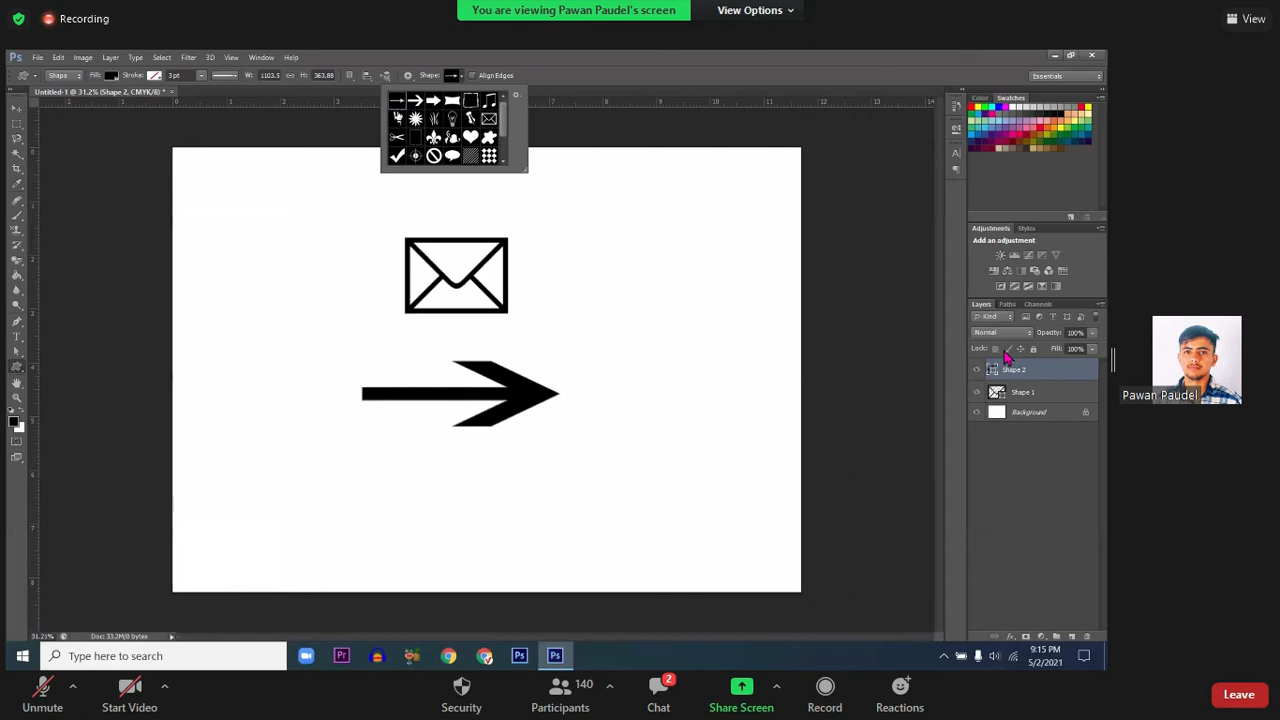 You are viewing Pawan Paudel's screen
View Options
Recording
View
Ps File Edit Image Layer Type Select Filter 3D View Window Help
Shape Fill: Stroke: 3 pt W: 1103.5 H: 363.88 Shape: Align Edges
Essentials
Untitled-1 @ 31.2% (Shape 2, CMYK/8) * ×
Color Swatches
Adjustments Styles
Add an adjustment
Layers Paths Channels
Kind
Normal Opacity: 100%
Lock: Fill: 100%
Shape 2
Shape 1
Background
Pawan Paudel
31.21% Doc: 33.2M/0 bytes
Type here to search
Pr
Ps
Ps
9:15 PM
5/2/2021
Unmute
Start Video
Security
Participants 140
Chat 2
Share Screen
Record
Reactions
Leave